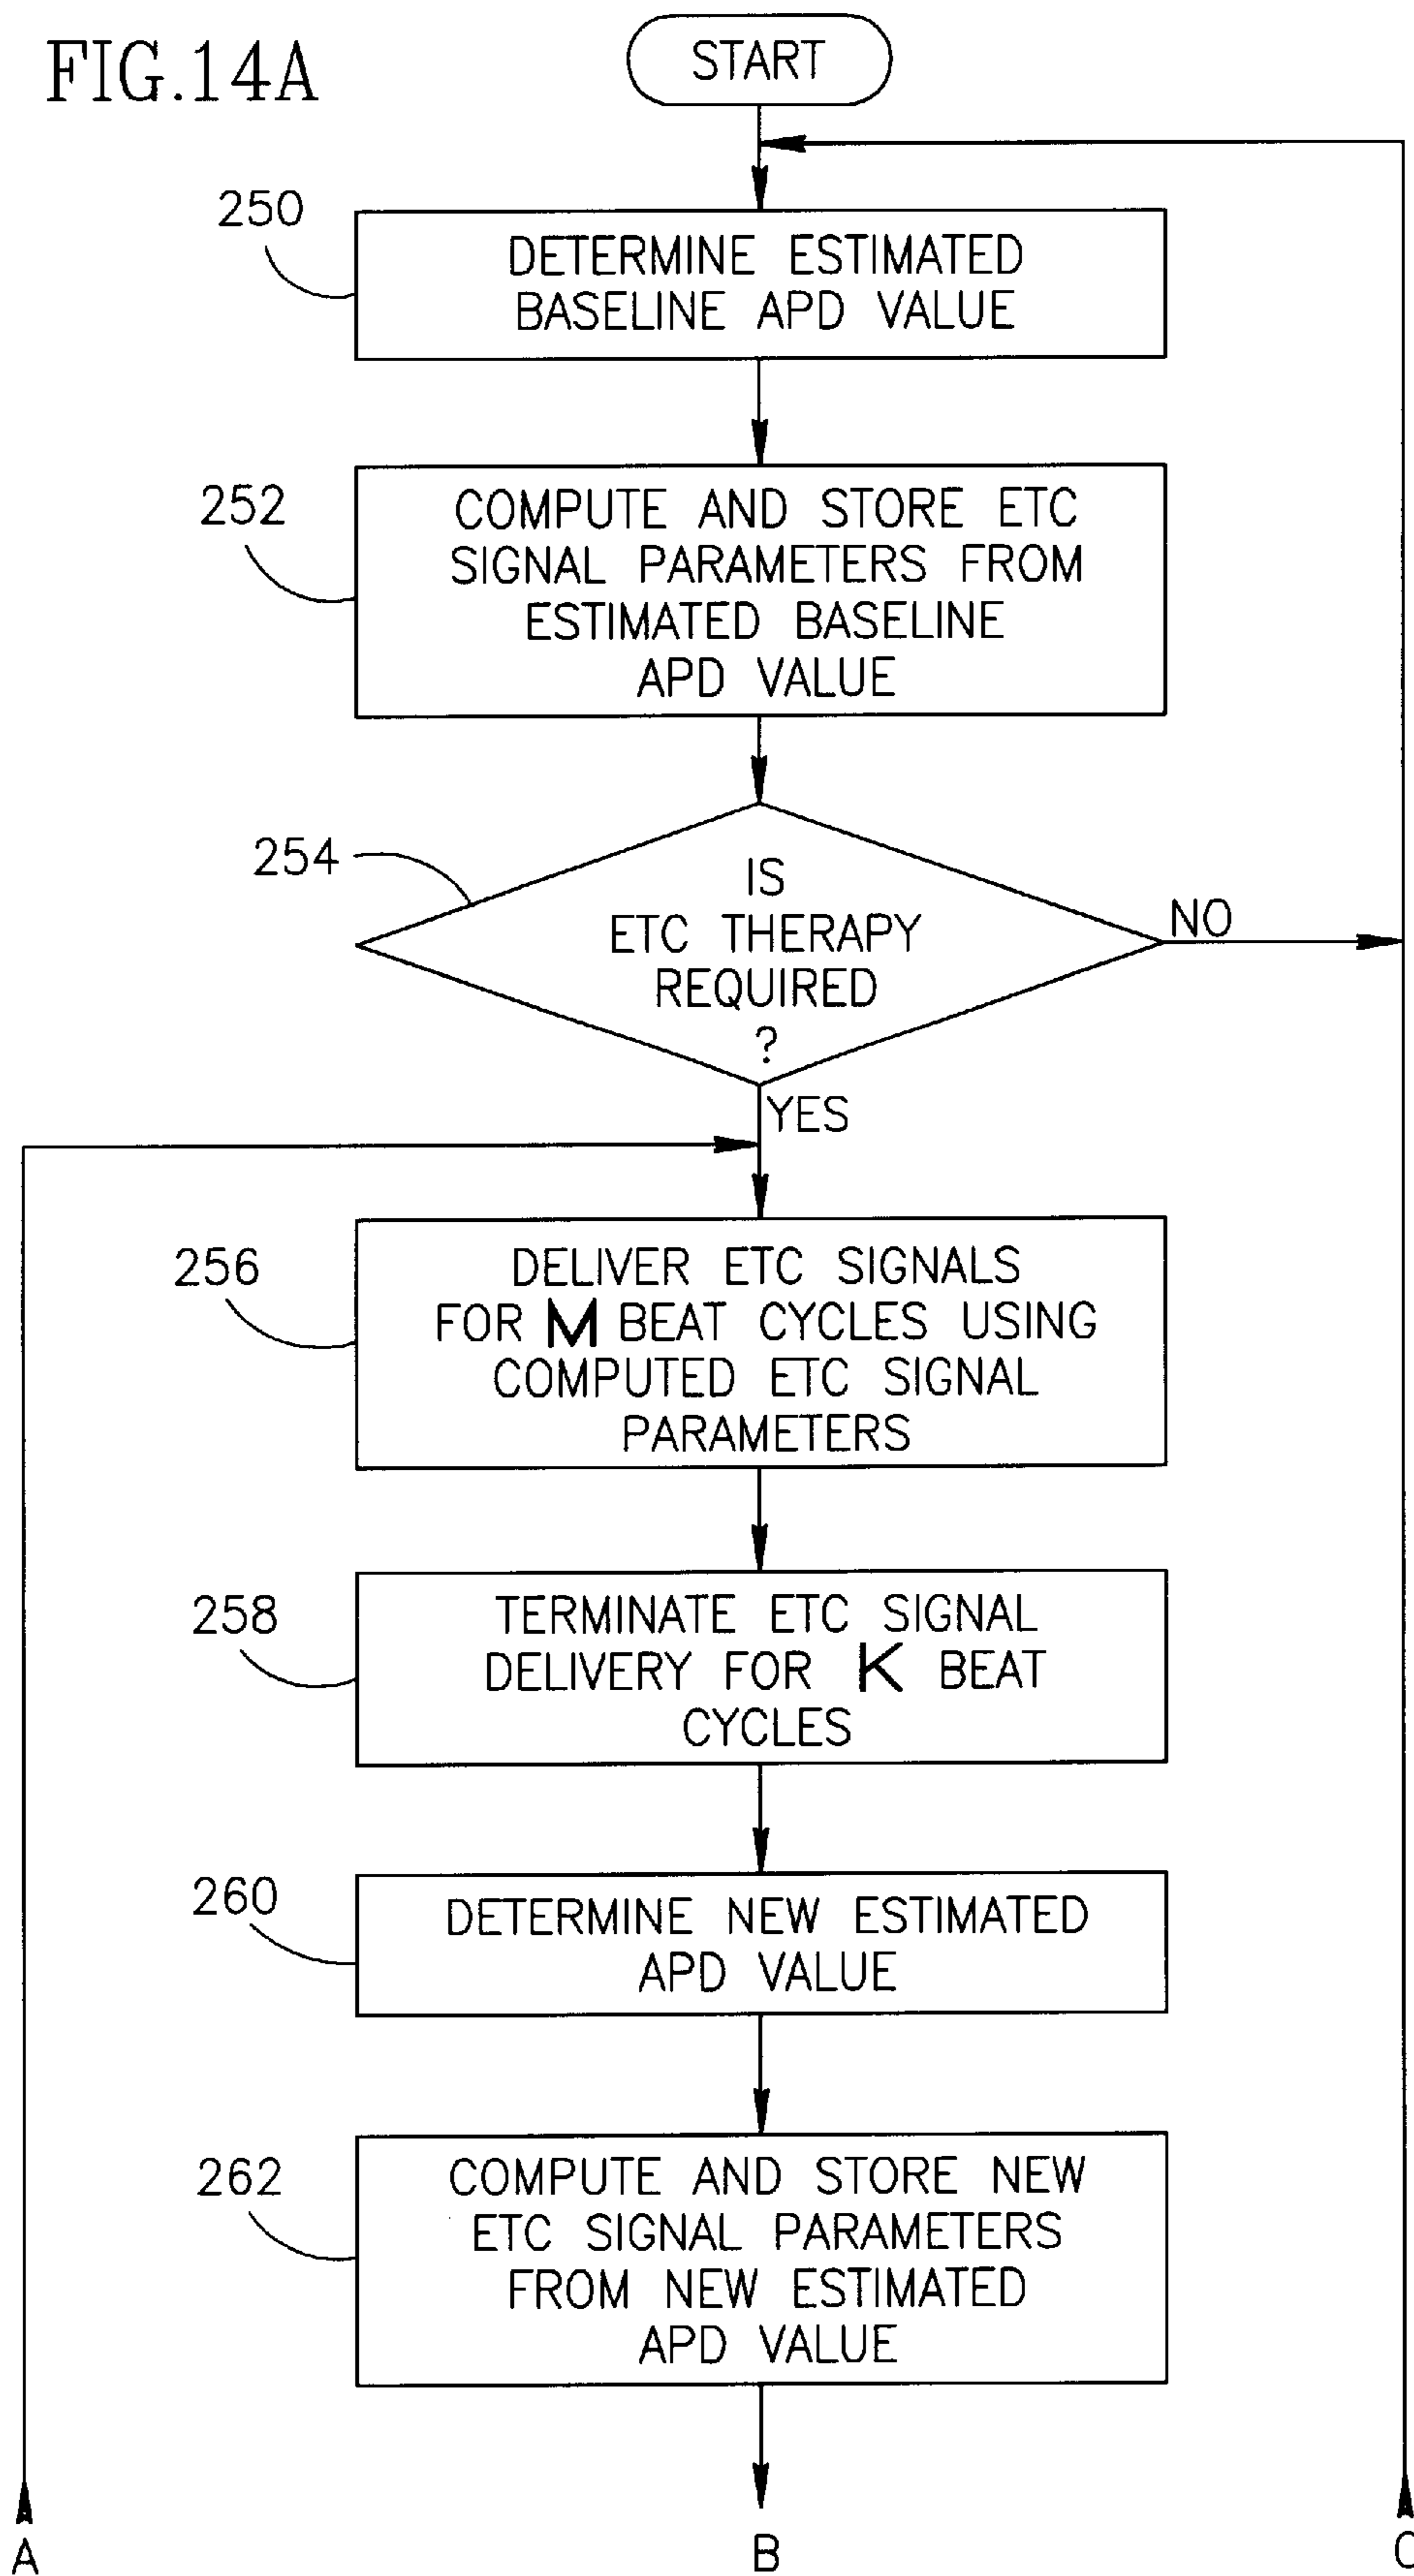 FIG.14A
START
250
DETERMINE ESTIMATED
BASELINE APD VALUE
252
COMPUTE AND STORE ETC
SIGNAL PARAMETERS FROM
ESTIMATED BASELINE
APD VALUE
254
IS
ETC THERAPY
REQUIRED
?
NO
YES
256
DELIVER ETC SIGNALS
FOR M BEAT CYCLES USING
COMPUTED ETC SIGNAL
PARAMETERS
258
TERMINATE ETC SIGNAL
DELIVERY FOR K BEAT
CYCLES
260
DETERMINE NEW ESTIMATED
APD VALUE
262
COMPUTE AND STORE NEW
ETC SIGNAL PARAMETERS
FROM NEW ESTIMATED
APD VALUE
A
B
C